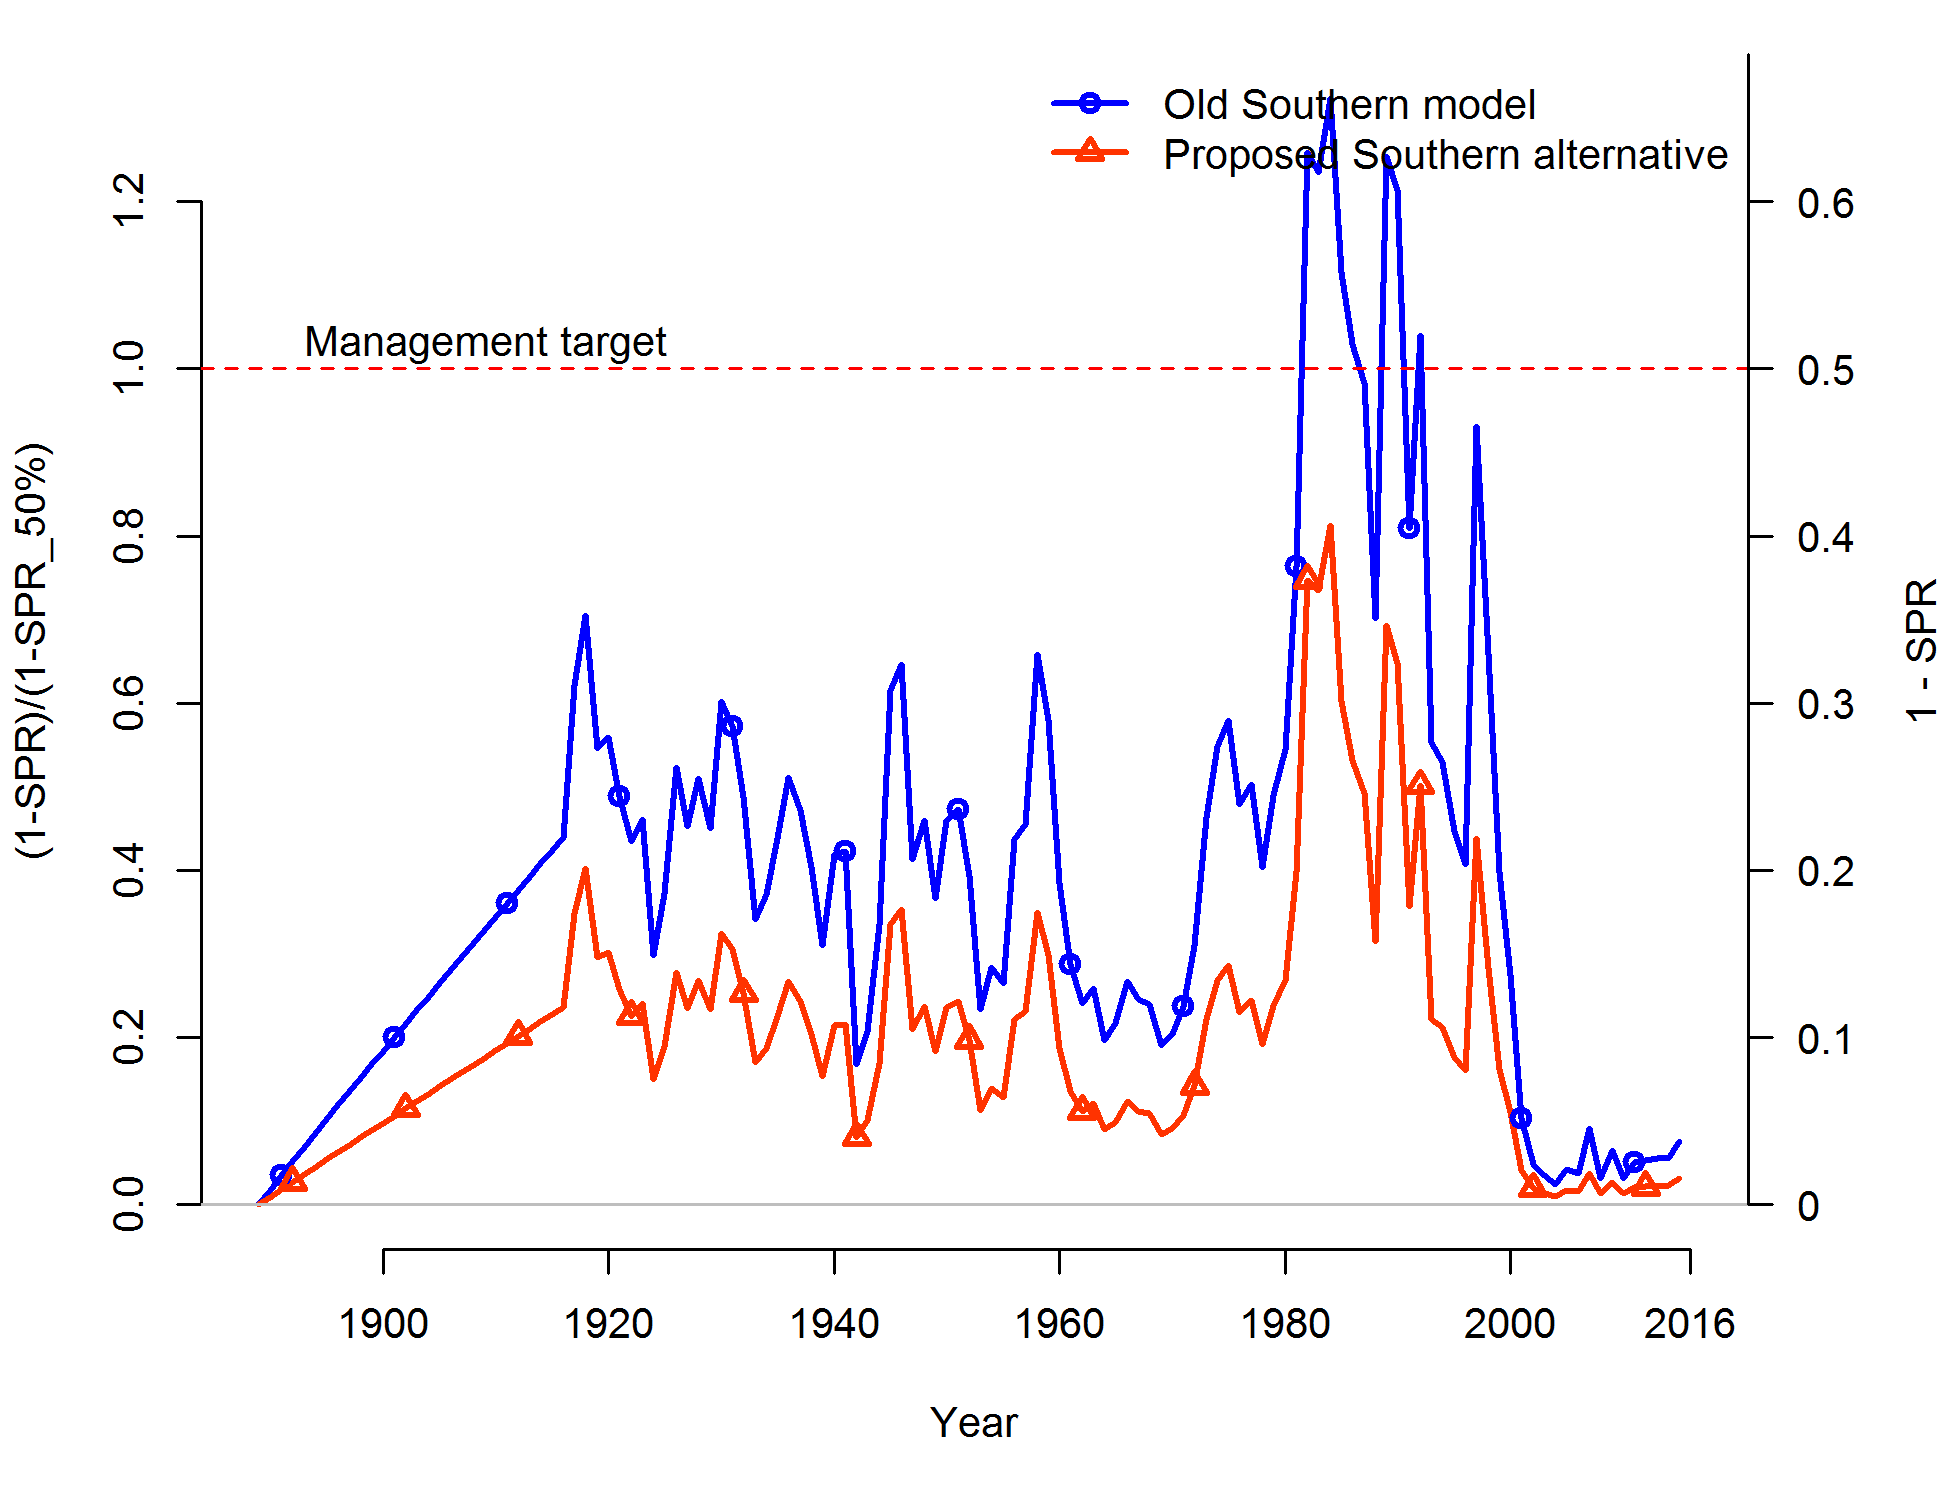 Old Southern model
Proposed Southern alternative
Management target
(1-SPR)/(1-SPR_50%)
1.2
1.0
0.8
0.6
0.4
0.2
0.0
0.6
0.5
0.4
0.3
0.2
0.1
0
1 - SPR
1900 1920 1940 1960 1980 2000 2016
Year